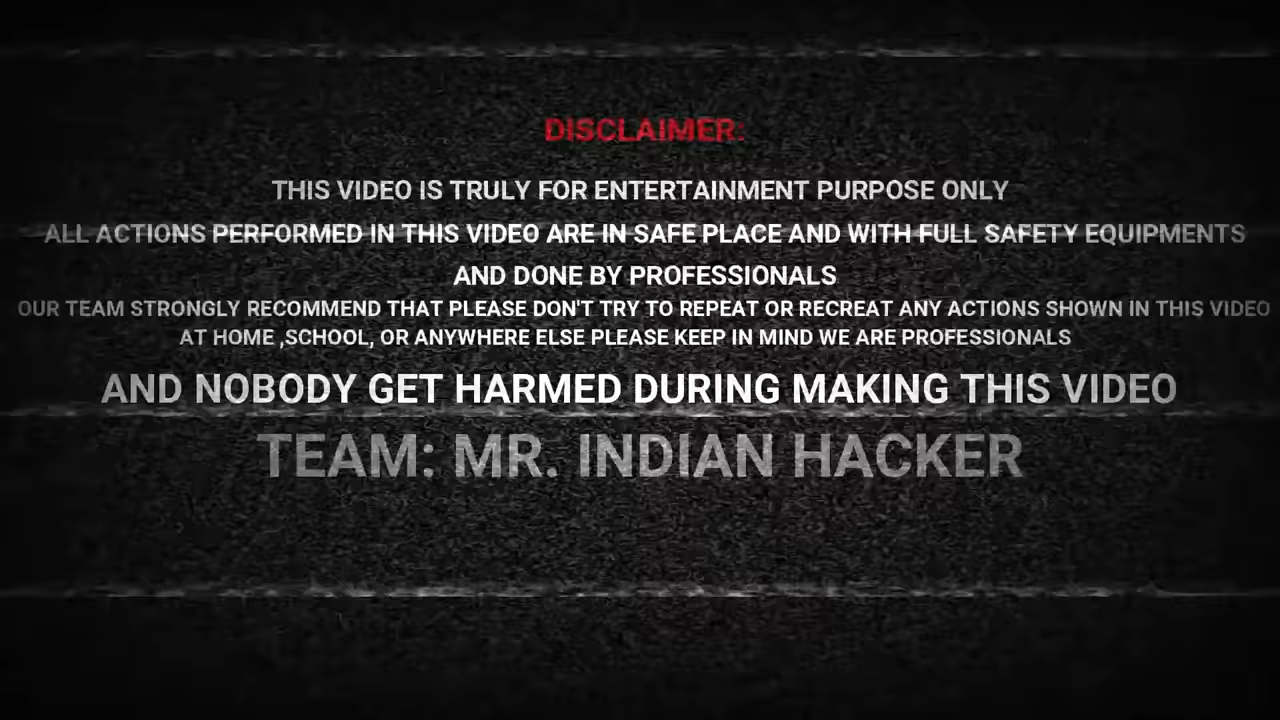 DISCLAIMER:
THIS VIDEO IS TRULY FOR ENTERTAINMENT PURPOSE ONLY
ALL ACTIONS PERFORMED IN THIS VIDEO ARE IN SAFE PLACE AND WITH FULL SAFETY EQUIPMENTS
AND DONE BY PROFESSIONALS
OUR TEAM STRONGLY RECOMMEND THAT PLEASE DON'T TRY TO REPEAT OR RECREAT ANY ACTIONS SHOWN IN THIS VIDEO
AT HOME ,SCHOOL, OR ANYWHERE ELSE PLEASE KEEP IN MIND WE ARE PROFESSIONALS
AND NOBODY GET HARMED DURING MAKING THIS VIDEO
TEAM: MR. INDIAN HACKER